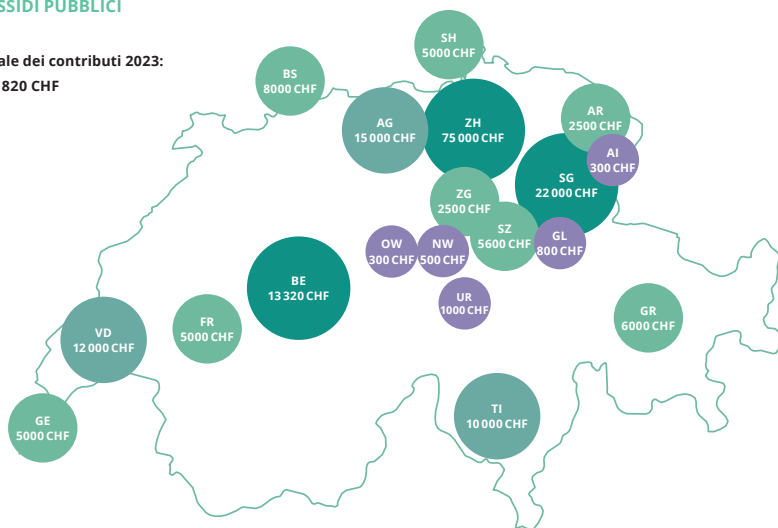 SSIDI PUBBLICI
ale dei contributi 2023:
820 CHF
SH
5000 CHF
BS
8000 CHF
AG
15 000 CHF
ZH
75 000 CHF
AR
2500 CHF
AI
300 CHF
SG
22 000 CHF
ZG
2500 CHF
SZ
5600 CHF
GL
800 CHF
OW
300 CHF
NW
500 CHF
BE
13 320 CHF
UR
1000 CHF
GR
6000 CHF
FR
5000 CHF
VD
12 000 CHF
TI
10 000 CHF
GE
5000 CHF